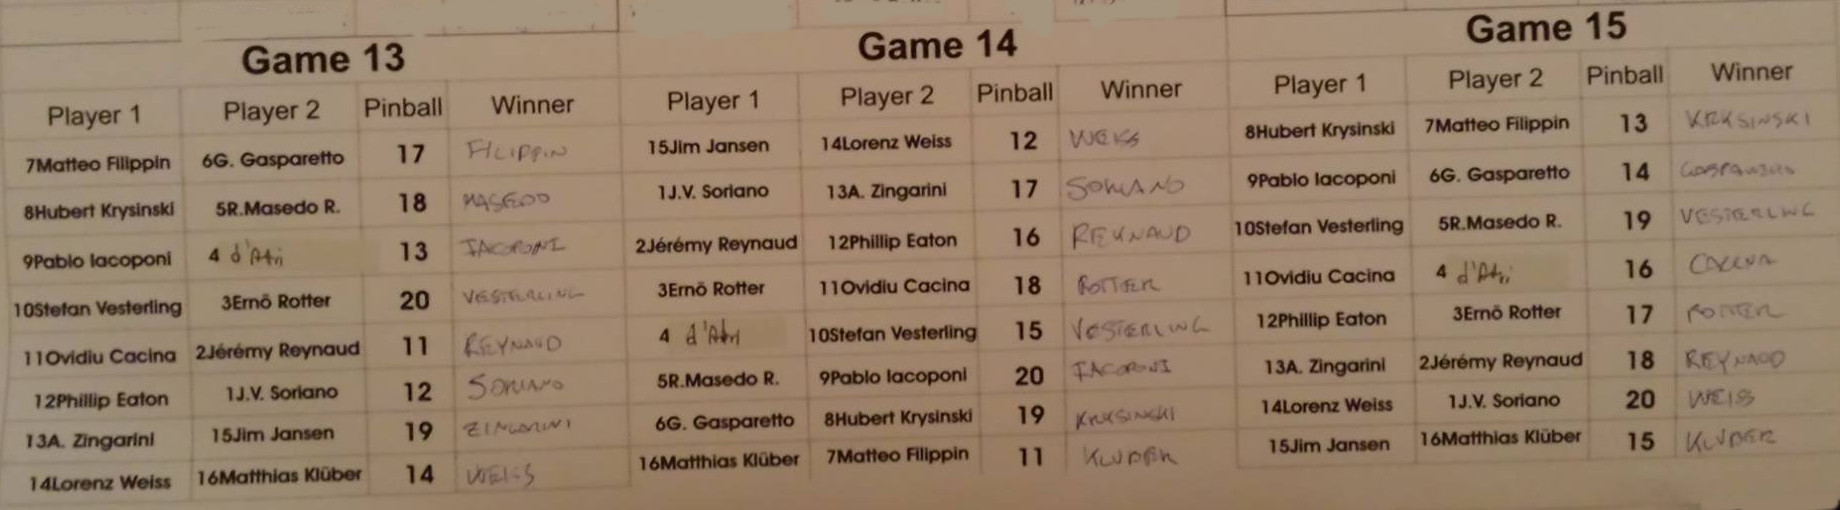 Game 13
Player 1 Player 2 Pinball Winner
7Matteo Filippin 6G. Gasparetto 17 FILIPPIN
8Hubert Krysinski 5R.Masedo R. 18 MASEDO
9Pablo Iacoponi 4 d'Atri 13 IACOPONI
10Stefan Vesterling 3Ernö Rotter 20 VESTERLING
11Ovidiu Cacina 2Jérémy Reynaud 11 REYNAUD
12Phillip Eaton 1J.V. Soriano 12 SORIANO
13A. Zingarini 15Jim Jansen 19 ZINGARINI
14Lorenz Weiss 16Matthias Klüber 14 WEISS
Game 14
Player 1 Player 2 Pinball Winner
15Jim Jansen 14Lorenz Weiss 12 WEISS
1J.V. Soriano 13A. Zingarini 17 SORIANO
2Jérémy Reynaud 12Phillip Eaton 16 REYNAUD
3Ernö Rotter 11Ovidiu Cacina 18 ROTTER
4 d'Atri 10Stefan Vesterling 15 VESTERLING
5R.Masedo R. 9Pablo Iacoponi 20 IACOPONI
6G. Gasparetto 8Hubert Krysinski 19 KRYSINSKI
16Matthias Klüber 7Matteo Filippin 11 KLUBER
Game 15
Player 1 Player 2 Pinball Winner
8Hubert Krysinski 7Matteo Filippin 13 KRYSINSKI
9Pablo Iacoponi 6G. Gasparetto 14
10Stefan Vesterling 5R.Masedo R. 19 VESTERLING
11Ovidiu Cacina 4 d'Atri 16 CACINA
12Phillip Eaton 3Ernö Rotter 17 ROTTER
13A. Zingarini 2Jérémy Reynaud 18 REYNAUD
14Lorenz Weiss 1J.V. Soriano 20 WEISS
15Jim Jansen 16Matthias Klüber 15 KLUBER